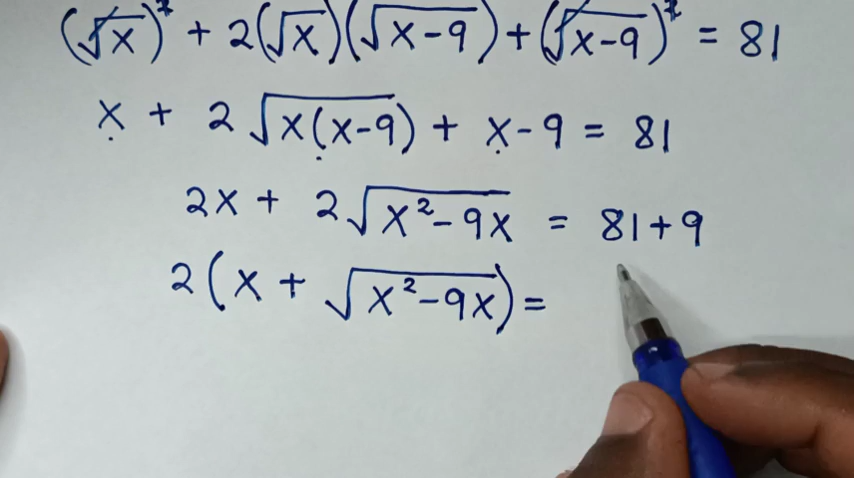 (√x)² + 2(√x)(√x-9) + (√x-9)² = 81
x + 2√x(x-9) + x-9 = 81
2x + 2√x²-9x = 81+9
2(x + √x²-9x) =